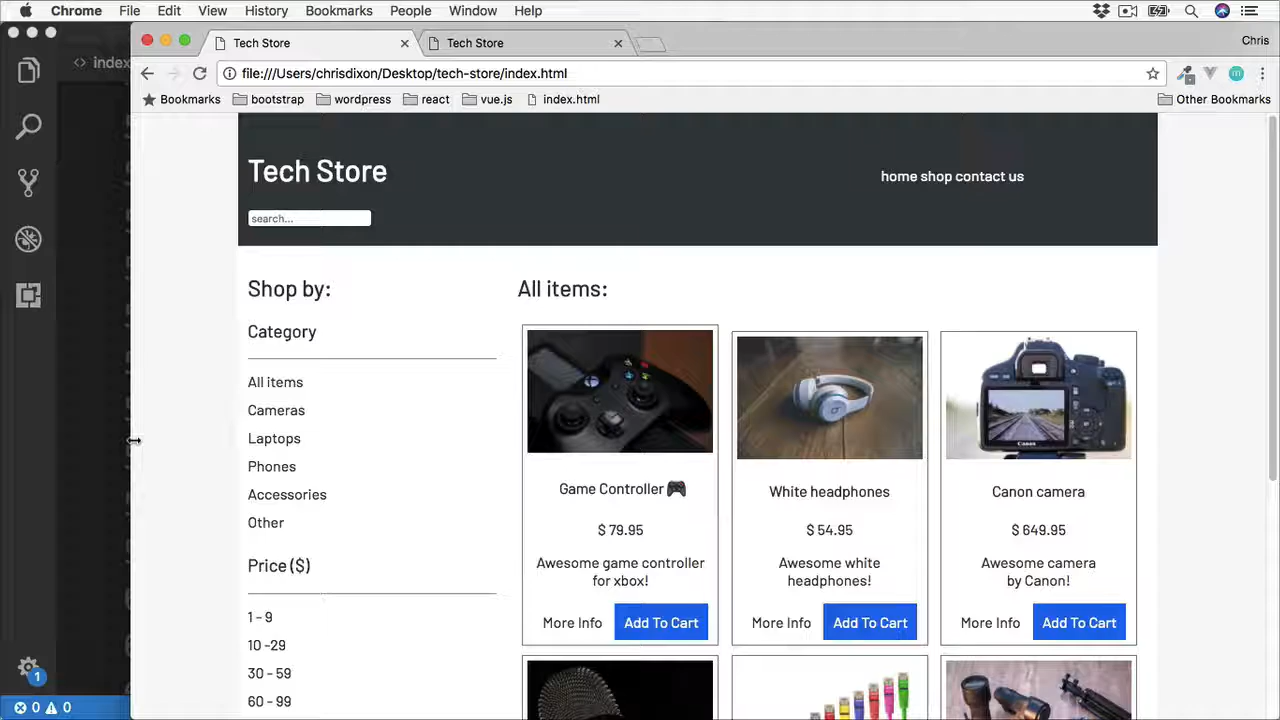 Chrome File Edit View History Bookmarks People Window Help
Tech Store
Tech Store
Chris
index
file:///Users/chrisdixon/Desktop/tech-store/index.html
Bookmarks bootstrap wordpress react vue.js index.html Other Bookmarks
Tech Store
home shop contact us
search...
Shop by:
Category
All items
Cameras
Laptops
Phones
Accessories
Other
Price ($)
1 - 9
10 -29
30 - 59
60 - 99
All items:
Game Controller 🎮
$ 79.95
Awesome game controller
for xbox!
More Info Add To Cart
White headphones
$ 54.95
Awesome white
headphones!
More Info Add To Cart
Canon
Canon camera
$ 649.95
Awesome camera
by Canon!
More Info Add To Cart
1
0 0